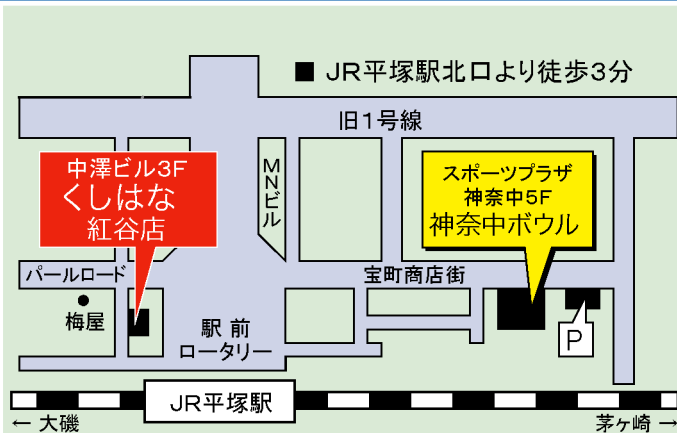 ■ JR平塚駅北口より徒歩3分
旧1号線
中澤ビル3F
くしはな
紅谷店
MNビル
スポーツプラザ
神奈中5F
神奈中ボウル
パールロード
宝町商店街
梅屋
駅前
ロータリー
P
JR平塚駅
← 大磯
茅ヶ崎 →